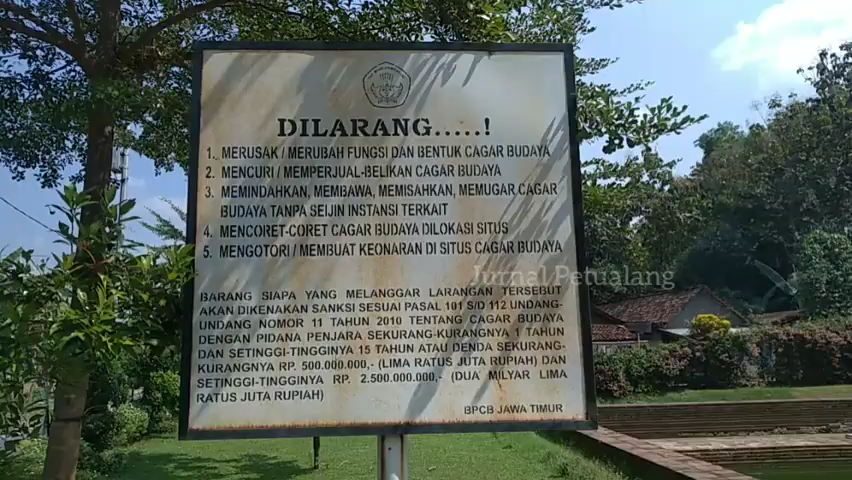 DILARANG.....!
1. MERUSAK / MERUBAH FUNGSI DAN BENTUK CAGAR BUDAYA
2. MENCURI / MEMPERJUAL-BELIKAN CAGAR BUDAYA
3. MEMINDAHKAN, MEMBAWA, MEMISAHKAN, MEMUGAR CAGAR
BUDAYA TANPA SEIJIN INSTANSI TERKAIT
4. MENCORET-CORET CAGAR BUDAYA DILOKASI SITUS
5. MENGOTORI / MEMBUAT KEONARAN DI SITUS CAGAR BUDAYA
Jurnal Petualang
BARANG SIAPA YANG MELANGGAR LARANGAN TERSEBUT
AKAN DIKENAKAN SANKSI SESUAI PASAL 101 S/D 112 UNDANG-
UNDANG NOMOR 11 TAHUN 2010 TENTANG CAGAR BUDAYA
DENGAN PIDANA PENJARA SEKURANG-KURANGNYA 1 TAHUN
DAN SETINGGI-TINGGINYA 15 TAHUN ATAU DENDA SEKURANG-
KURANGNYA RP. 500.000.000,- (LIMA RATUS JUTA RUPIAH) DAN
SETINGGI-TINGGINYA RP. 2.500.000.000,- (DUA MILYAR LIMA
RATUS JUTA RUPIAH)
BPCB JAWA TIMUR